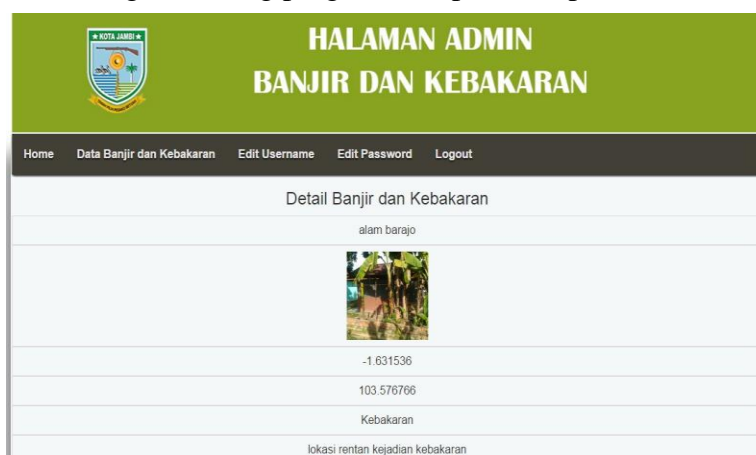 KOTA JAMBI
HALAMAN ADMIN
BANJIR DAN KEBAKARAN
Home Data Banjir dan Kebakaran Edit Username Edit Password Logout
Detail Banjir dan Kebakaran
alam barajo
-1.631536
103.576766
Kebakaran
lokasi rentan kejadian kebakaran